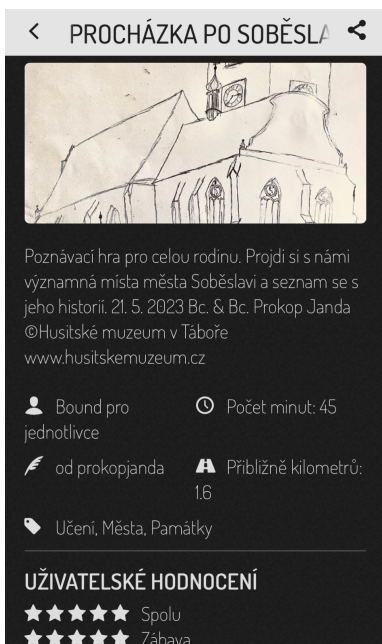 PROCHÁZKA PO SOBĚSLA
Poznávací hra pro celou rodinu. Projdi si s námi
významná místa města Soběslavi a seznam se s
jeho historií. 21. 5. 2023 Bc. & Bc. Prokop Janda
©Husitské muzeum v Táboře
www.husitskemuzeum.cz
Bound pro
jednotlivce
Počet minut: 45
od prokopjanda
Přibližně kilometrů:
1.6
Učení, Města, Památky
UŽIVATELSKÉ HODNOCENÍ
Spolu
Zábava